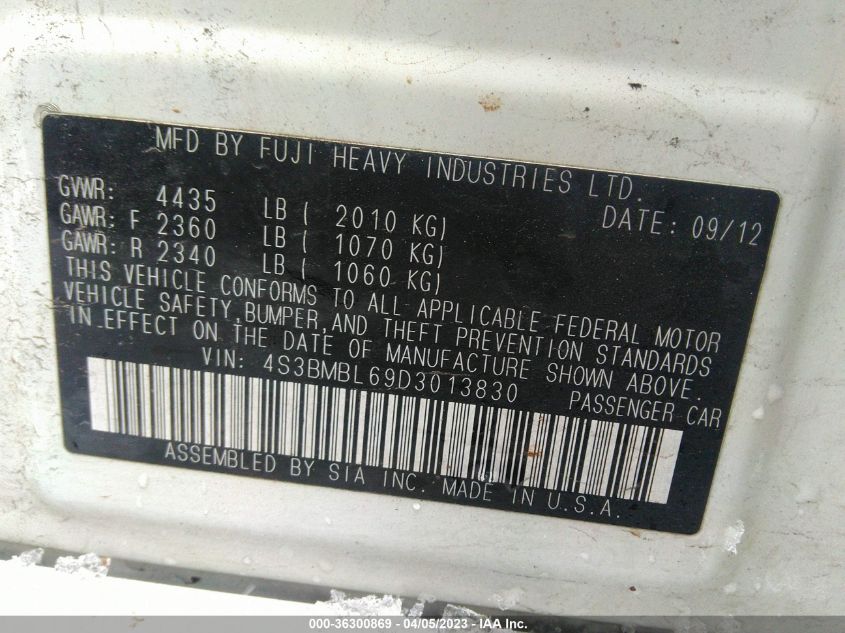 MFD BY FUJI HEAVY INDUSTRIES LTD.
GVWR: 4435 LB ( 2010 KG) DATE: 09/12
GAWR: F 2360 LB ( 1070 KG)
GAWR: R 2340 LB ( 1060 KG)
THIS VEHICLE CONFORMS TO ALL APPLICABLE FEDERAL MOTOR
VEHICLE SAFETY,BUMPER,AND THEFT PREVENTION STANDARDS
IN EFFECT ON THE DATE OF MANUFACTURE SHOWN ABOVE.
VIN: 4S3BMBL69D3013830 PASSENGER CAR
ASSEMBLED BY SIA INC. MADE IN U.S.A.
000-36300869 - 04/05/2023 - IAA Inc.